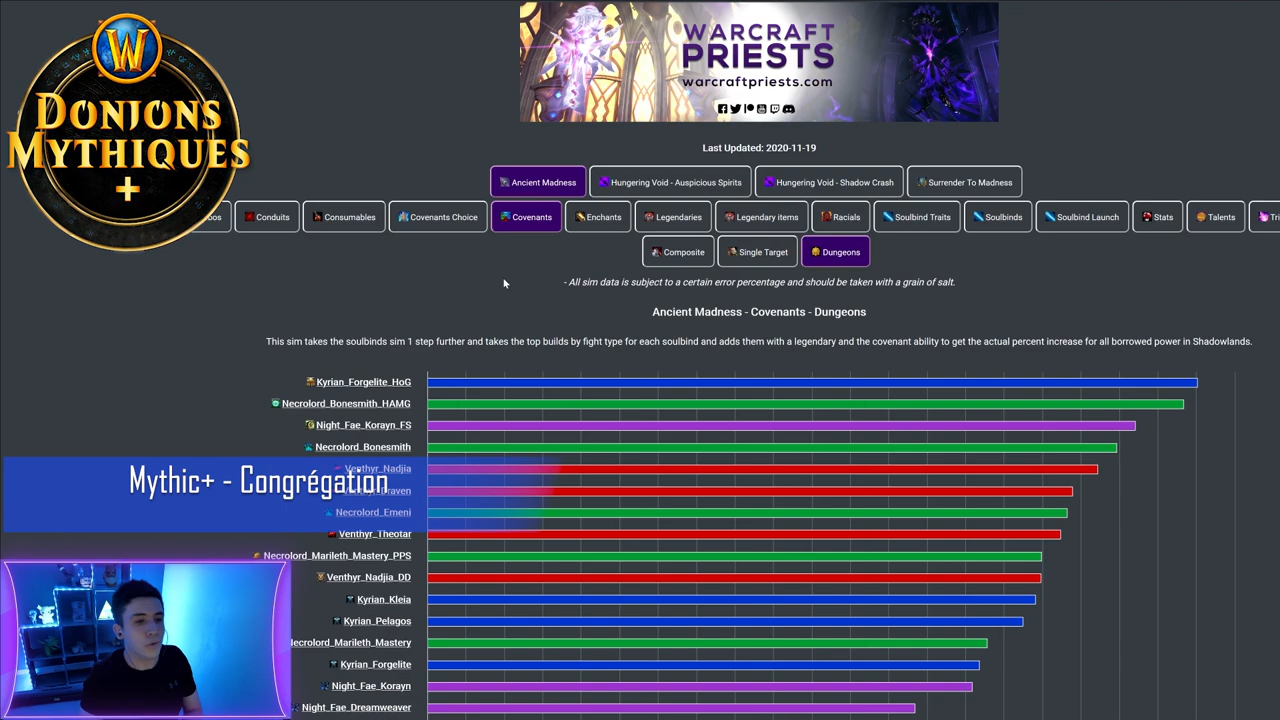 W
DONJONS
MYTHIQUES
+
WARCRAFT
PRIESTS
warcraftpriests.com
Last Updated: 2020-11-19
Ancient Madness
Hungering Void - Auspicious Spirits
Hungering Void - Shadow Crash
Surrender To Madness
Conduits
Consumables
Covenants Choice
Covenants
Enchants
Legendaries
Legendary items
Racials
Soulbind Traits
Soulbinds
Soulbind Launch
Stats
Talents
Composite
Single Target
Dungeons
- All sim data is subject to a certain error percentage and should be taken with a grain of salt.
Ancient Madness - Covenants - Dungeons
This sim takes the soulbinds sim 1 step further and takes the top builds by fight type for each soulbind and adds them with a legendary and the covenant ability to get the actual percent increase for all borrowed power in Shadowlands.
Kyrian_Forgelite_HoG
Necrolord_Bonesmith_HAMG
Night_Fae_Korayn_FS
Necrolord_Bonesmith
Venthyr_Nadjia
Mythic+ - Congrégation
Necrolord_Emeni
Venthyr_Theotar
Necrolord_Marileth_Mastery_PPS
Venthyr_Nadjia_DD
Kyrian_Kleia
Kyrian_Pelagos
Necrolord_Marileth_Mastery
Kyrian_Forgelite
Night_Fae_Korayn
Night_Fae_Dreamweaver